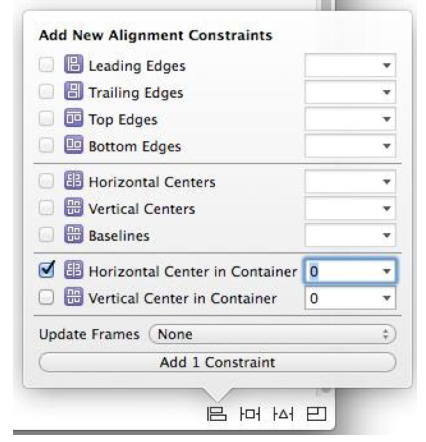 Add New Alignment Constraints
Leading Edges
Trailing Edges
Top Edges
Bottom Edges
Horizontal Centers
Vertical Centers
Baselines
Horizontal Center in Container 0
Vertical Center in Container 0
Update Frames None
Add 1 Constraint